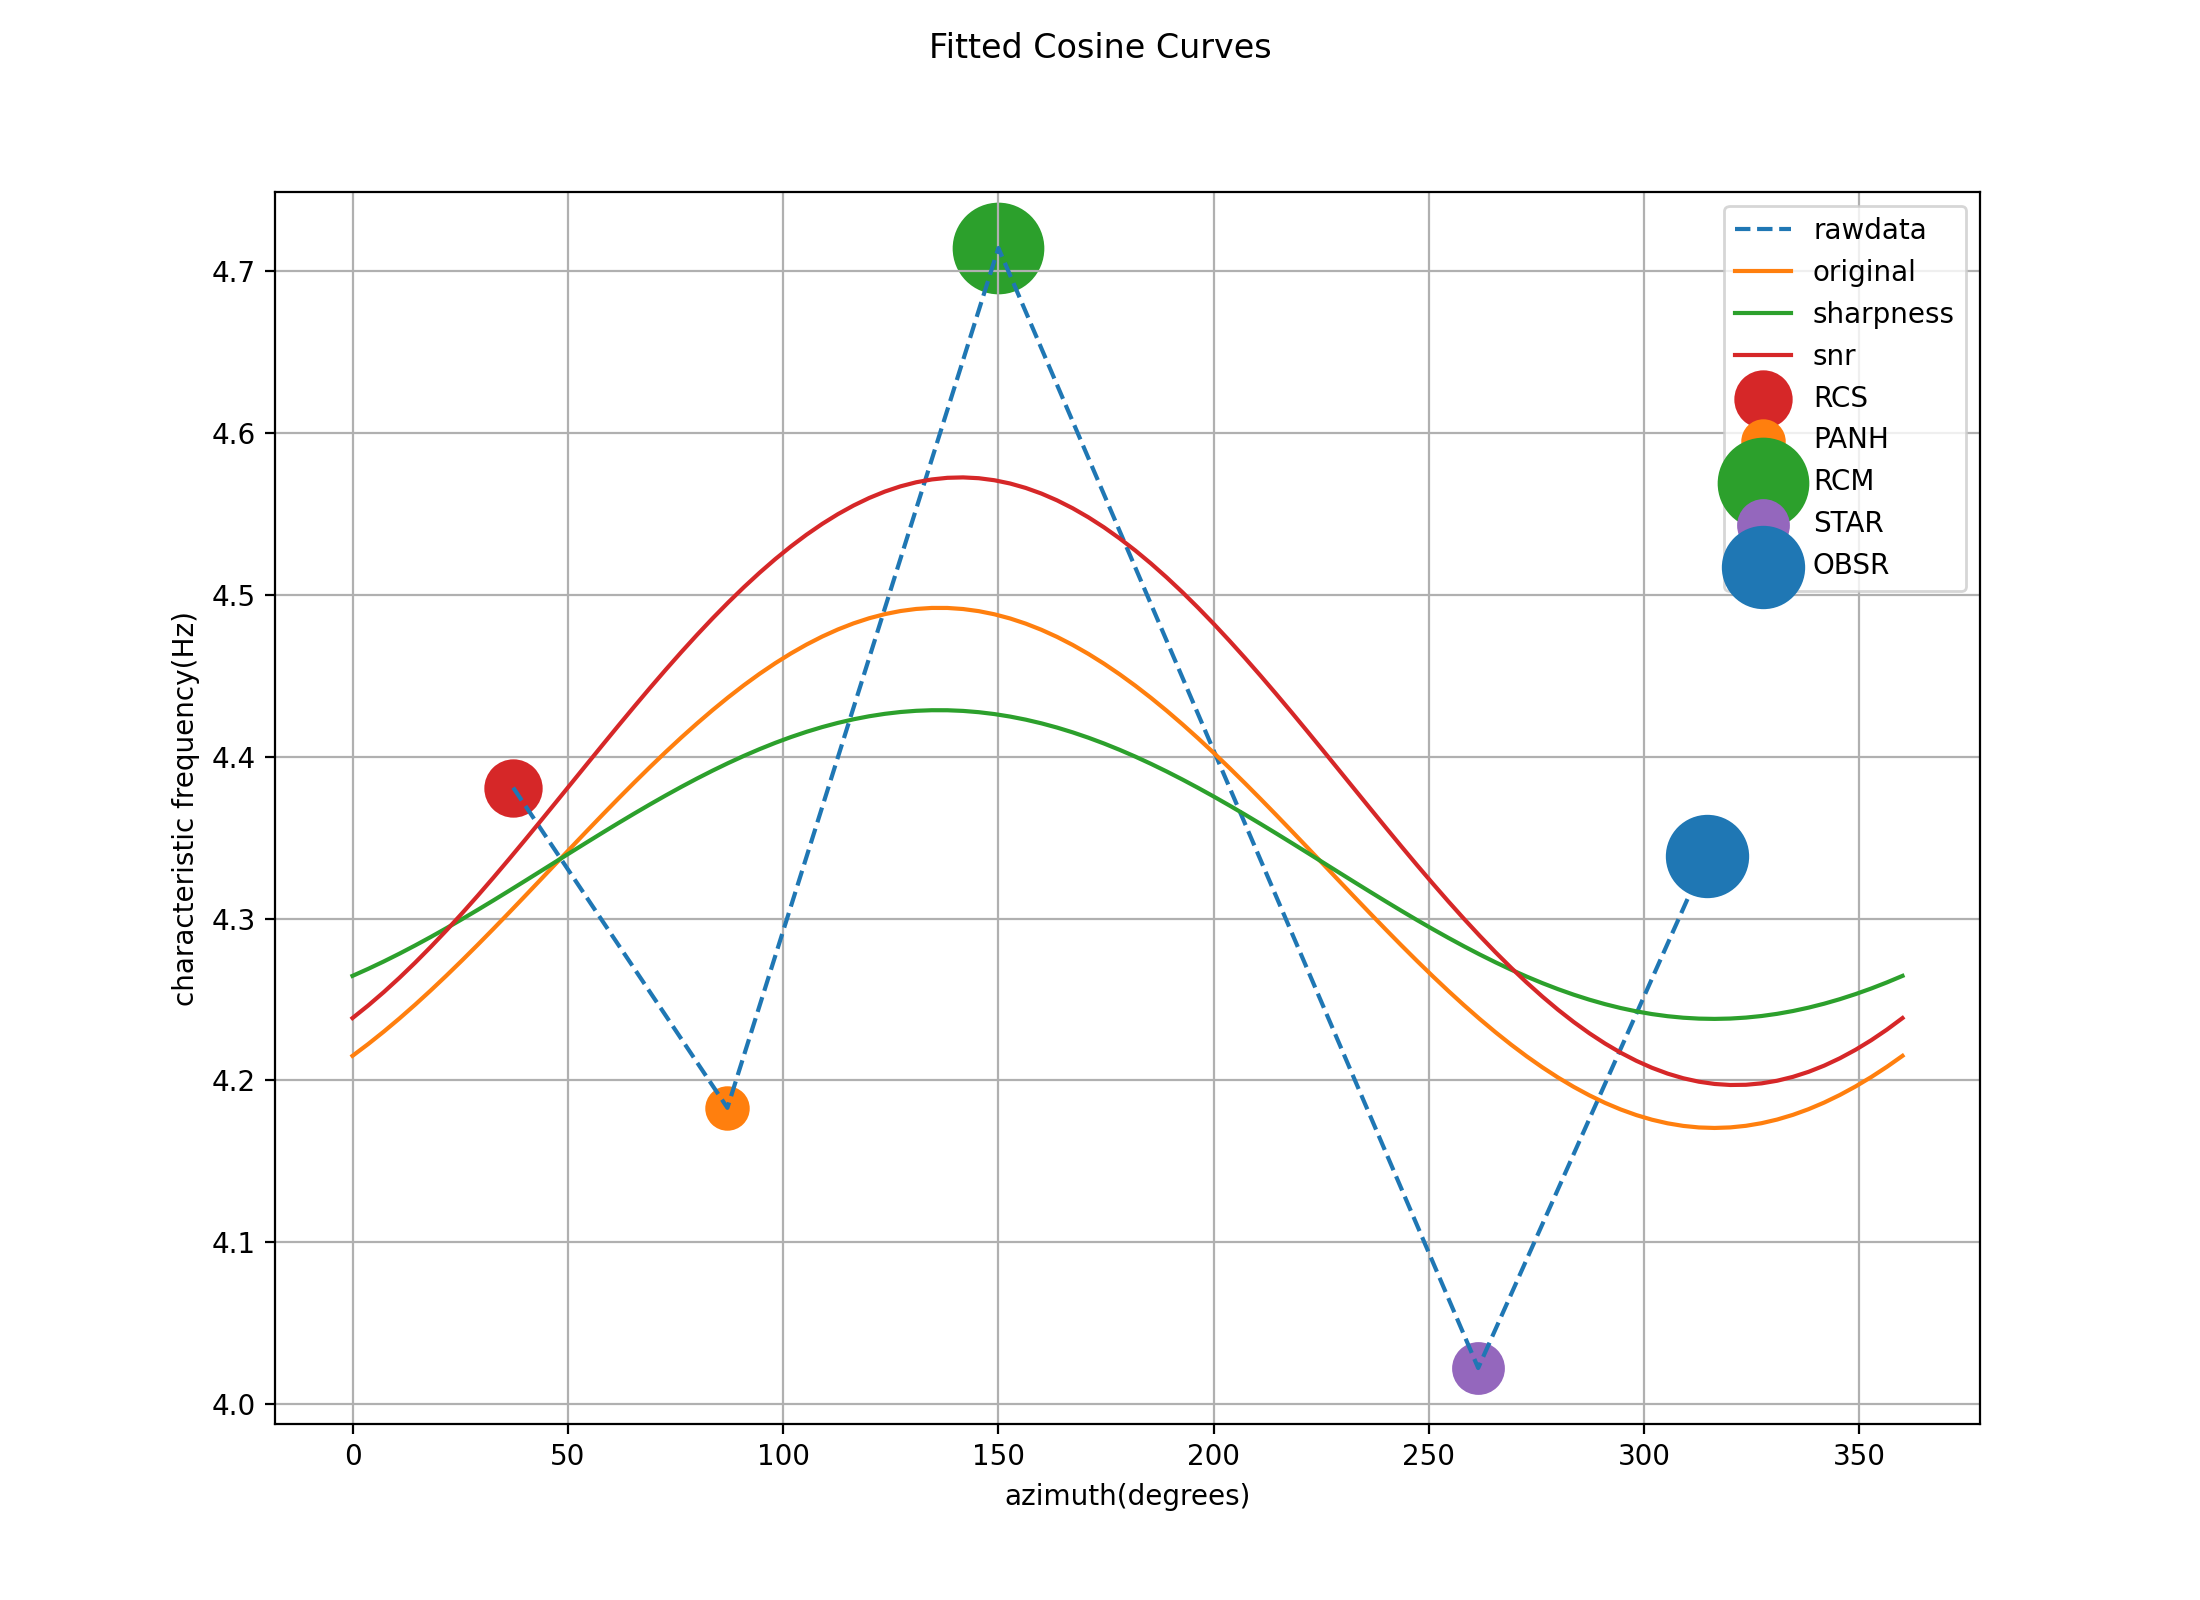 Fitted Cosine Curves
rawdata
original
sharpness
snr
RCS
PANH
RCM
STAR
OBSR
characteristic frequency(Hz)
4.7
4.6
4.5
4.4
4.3
4.2
4.1
4.0
0 50 100 150 200 250 300 350
azimuth(degrees)